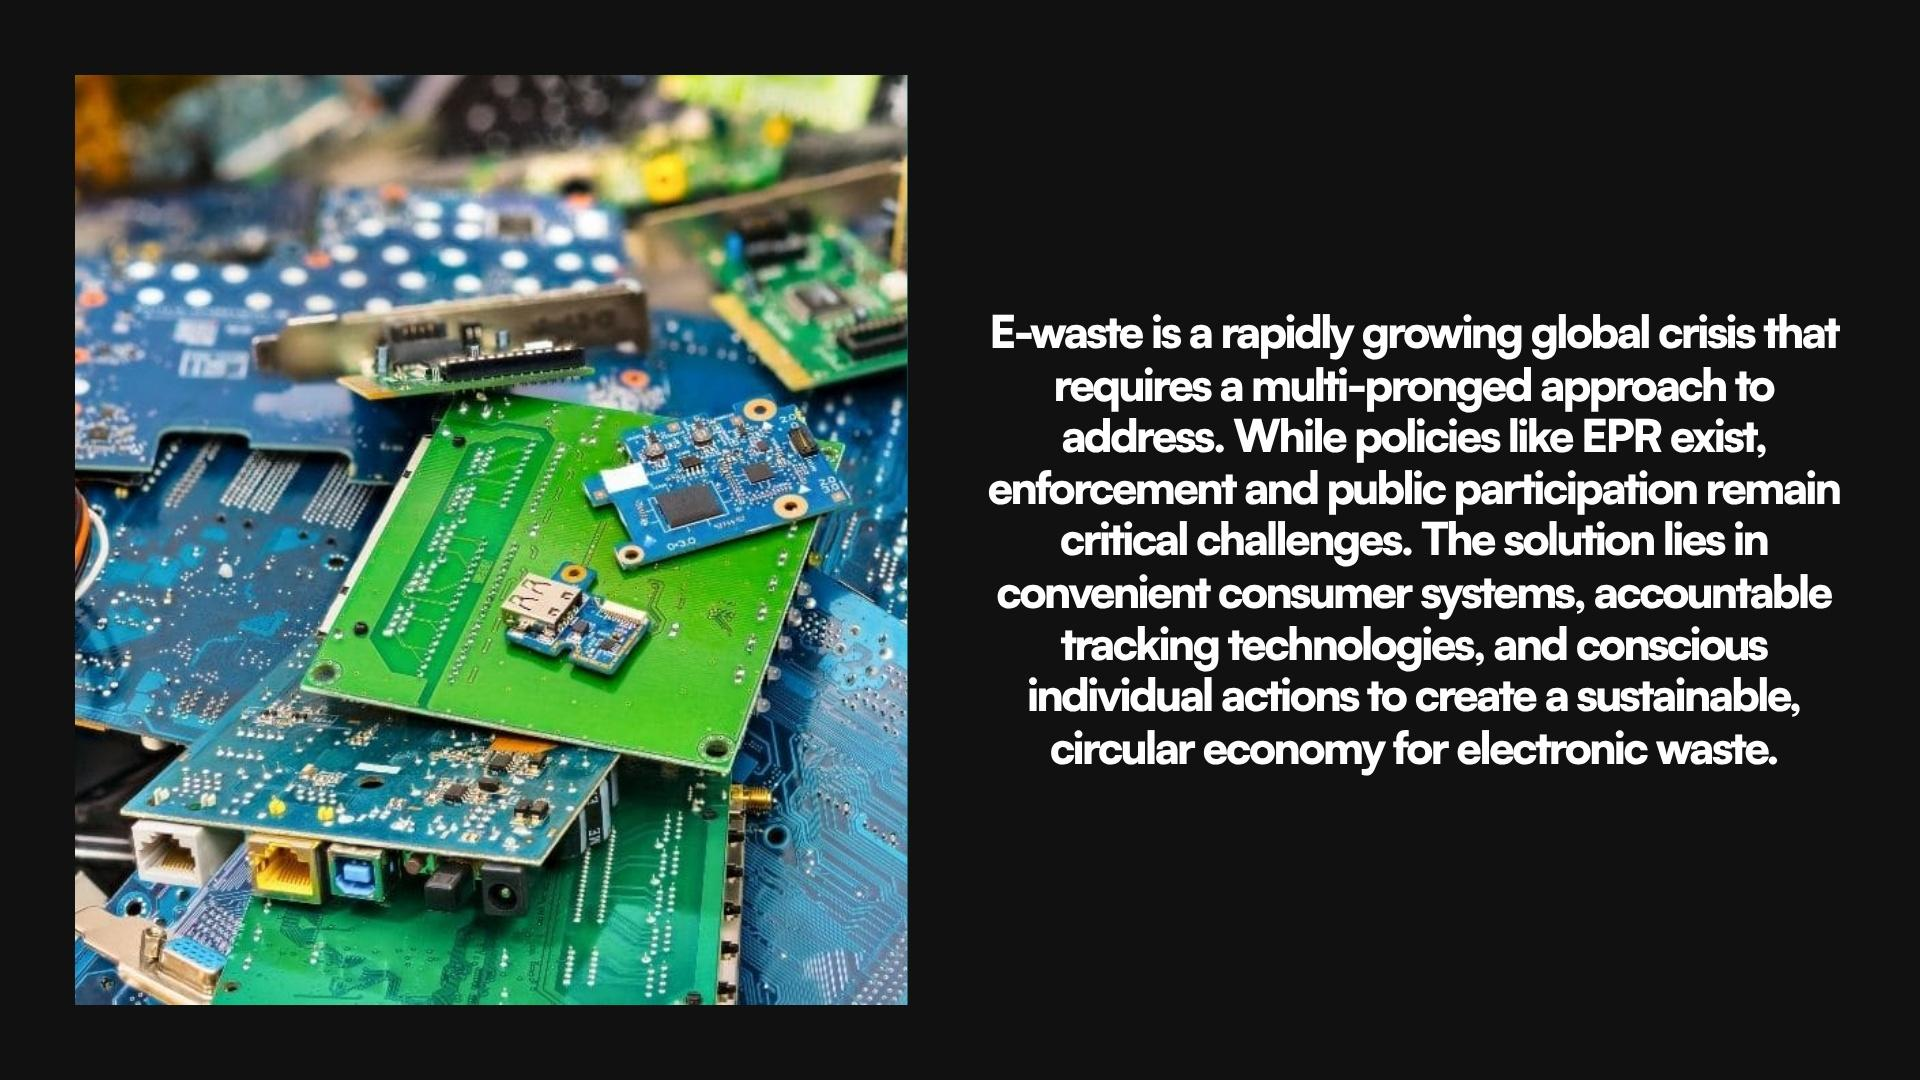 E-waste is a rapidly growing global crisis that
requires a multi-pronged approach to
address. While policies like EPR exist,
enforcement and public participation remain
critical challenges. The solution lies in
convenient consumer systems, accountable
tracking technologies, and conscious
individual actions to create a sustainable,
circular economy for electronic waste.